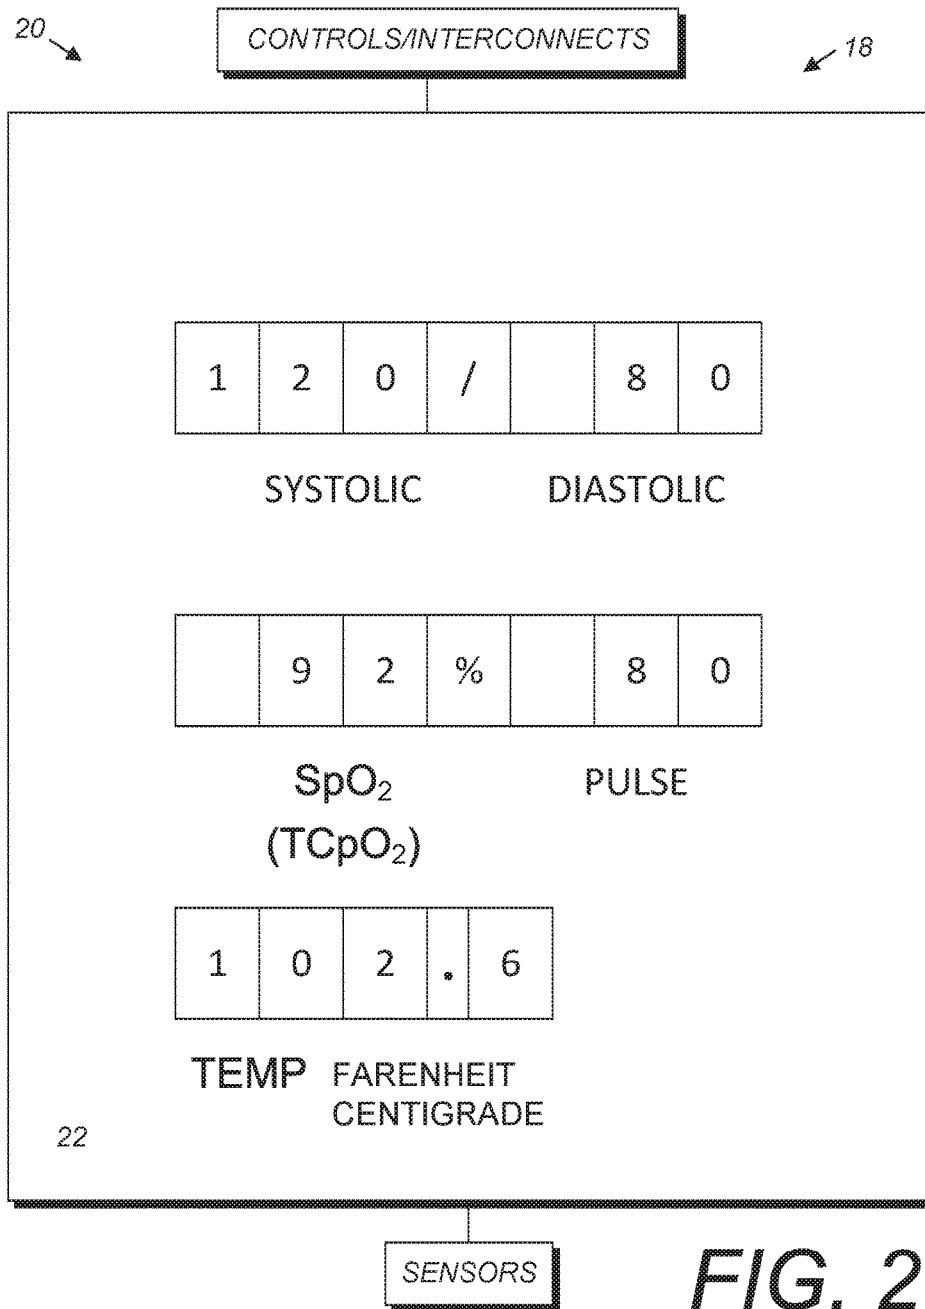 20
CONTROLS/INTERCONNECTS
18
1 2 0 / 8 0
SYSTOLIC DIASTOLIC
9 2 % 8 0
SpO₂ PULSE
(TCpO₂)
1 0 2 . 6
TEMP FARENHEIT
CENTIGRADE
22
SENSORS
FIG. 2